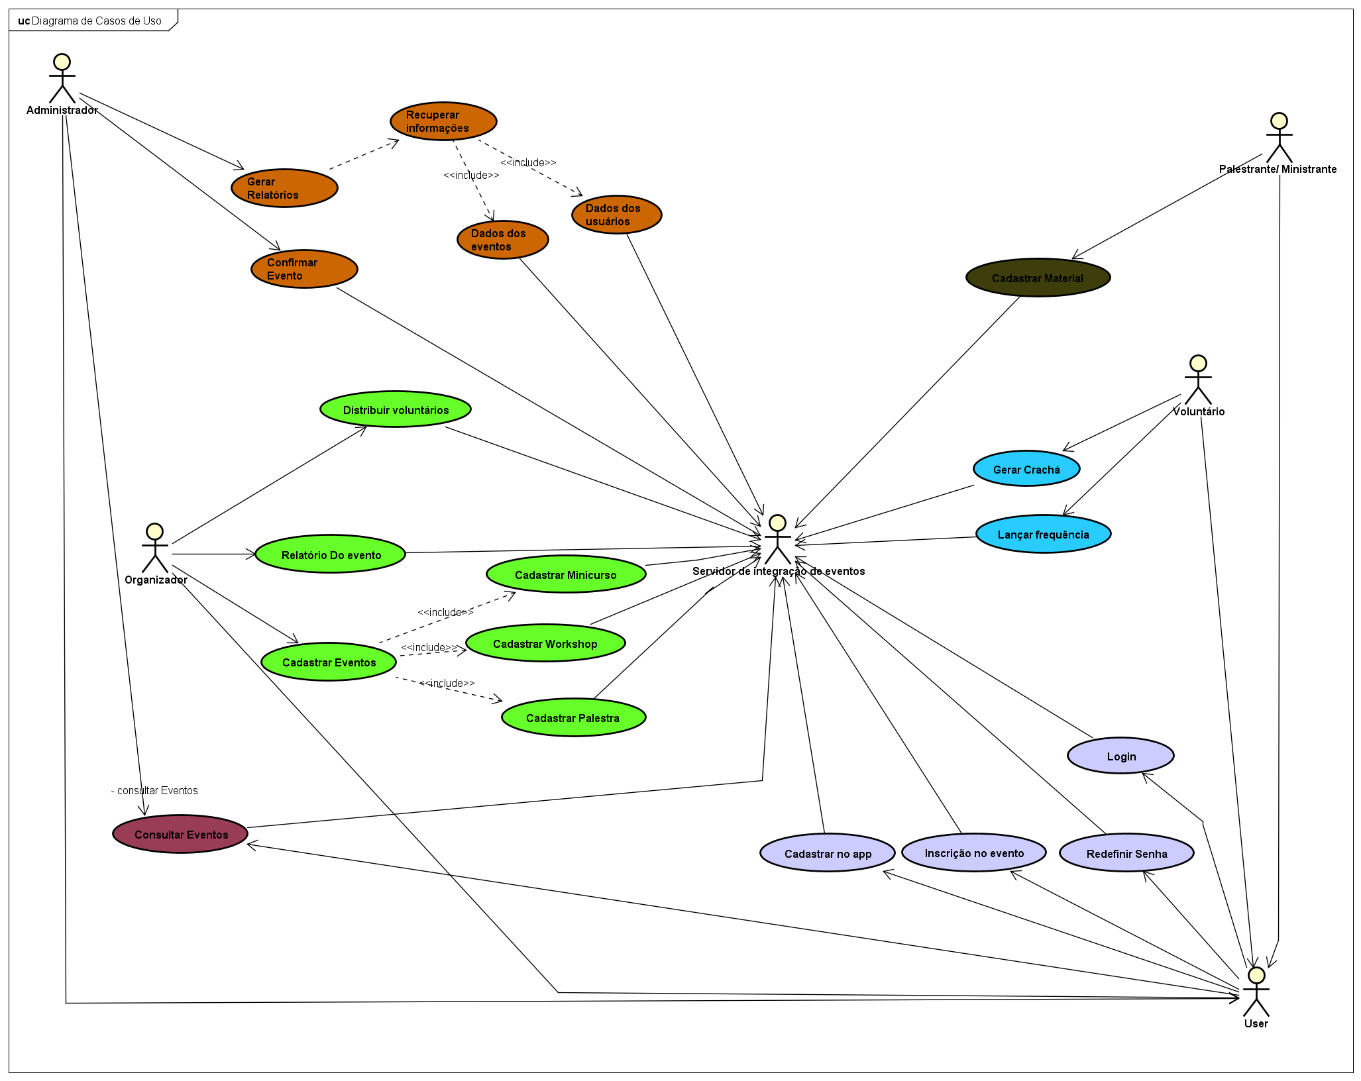 uc Diagrama de Casos de Uso
Administrador
Recuperar
informações
<<include>>
<<include>>
Gerar
Relatórios
Dados dos
usuários
Dados dos
eventos
Confirmar
Evento
Palestrante/ Ministrante
Cadastrar Material
Voluntário
Distribuir voluntários
Gerar Crachá
Lançar frequência
Organizador
Relatório Do evento
Servidor de integração de eventos
Cadastrar Minicurso
<<include>>
Cadastrar Workshop
<<include>>
Cadastrar Eventos
<<include>>
Cadastrar Palestra
Login
- consultar Eventos
Consultar Eventos
Cadastrar no app
Inscrição no evento
Redefinir Senha
User